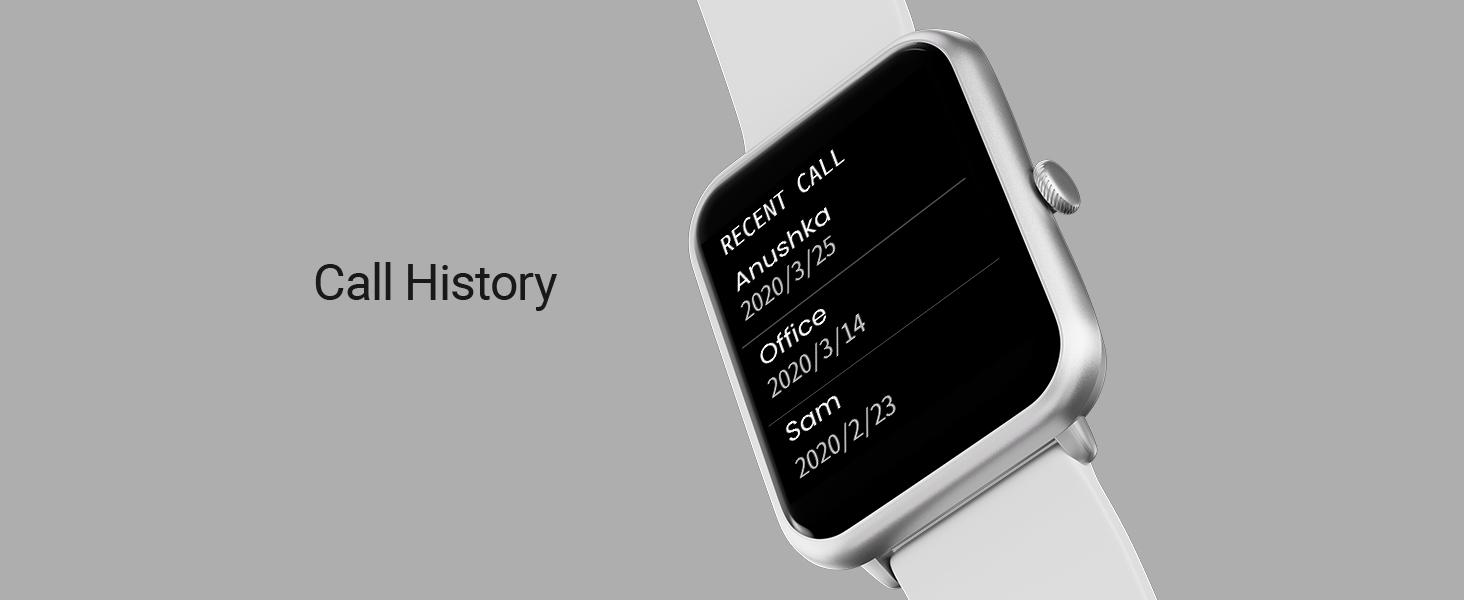 Call History
RECENT CALL
Anushka
2020/3/25
Office
2020/3/14
Sam
2020/2/23